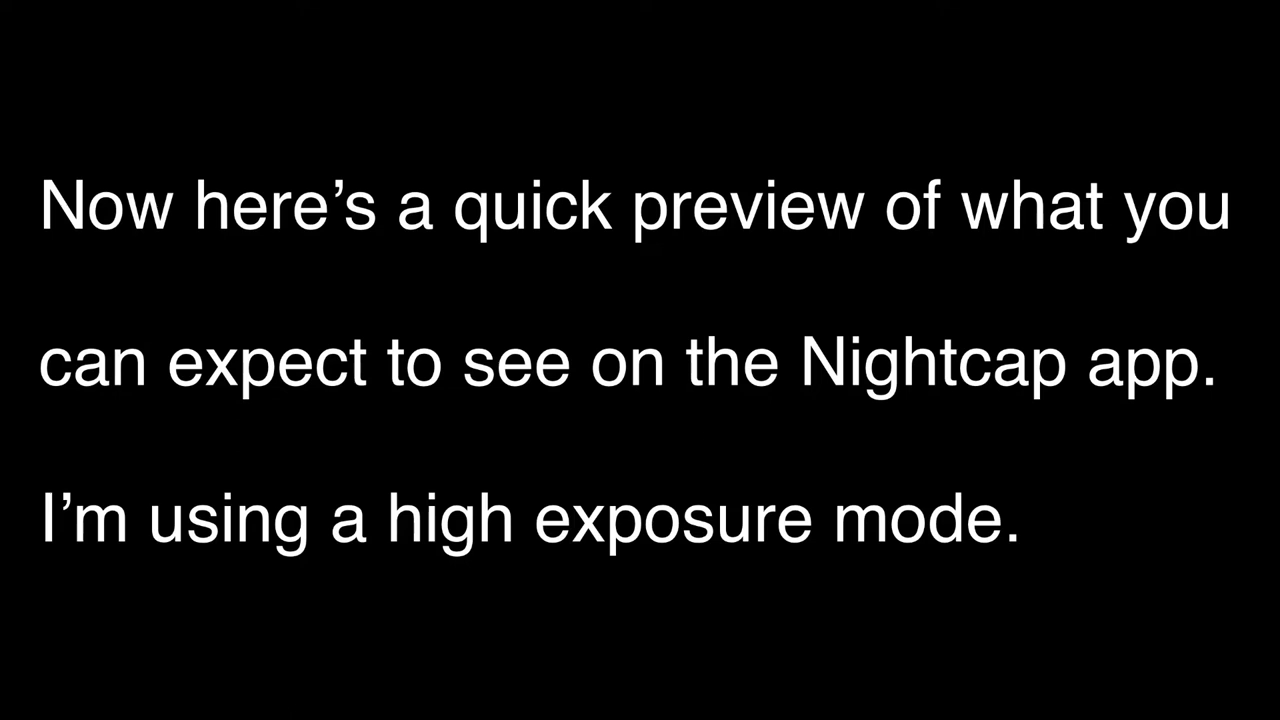 Now here’s a quick preview of what you
can expect to see on the Nightcap app.
I’m using a high exposure mode.